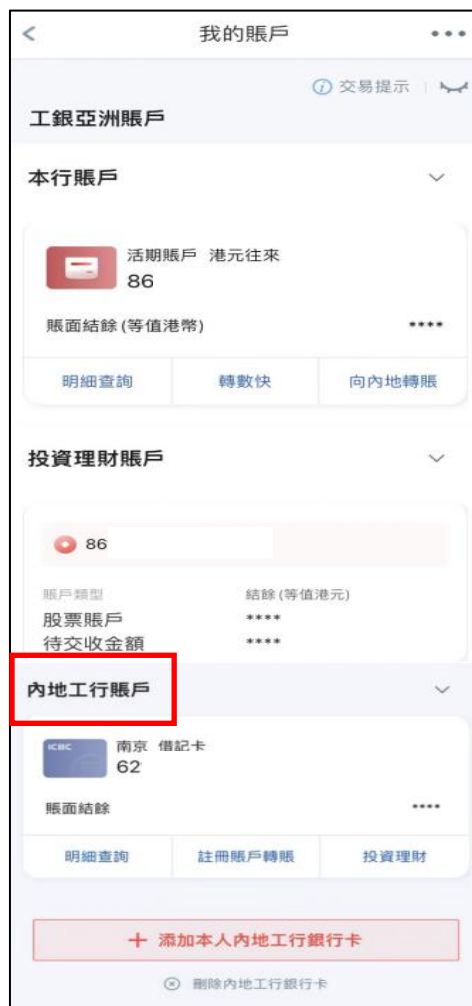 我的賬戶
交易提示
工銀亞洲賬戶
本行賬戶
活期賬戶 港元往來
86
賬面結餘(等值港幣) ****
明細查詢 轉數快 向內地轉賬
投資理財賬戶
86
賬戶類型 結餘(等值港元)
股票賬戶 ****
待交收金額 ****
內地工行賬戶
ICBC 南京 借記卡
62
賬面結餘 ****
明細查詢 註冊賬戶轉賬 投資理財
+ 添加本人內地工行銀行卡
刪除內地工行銀行卡